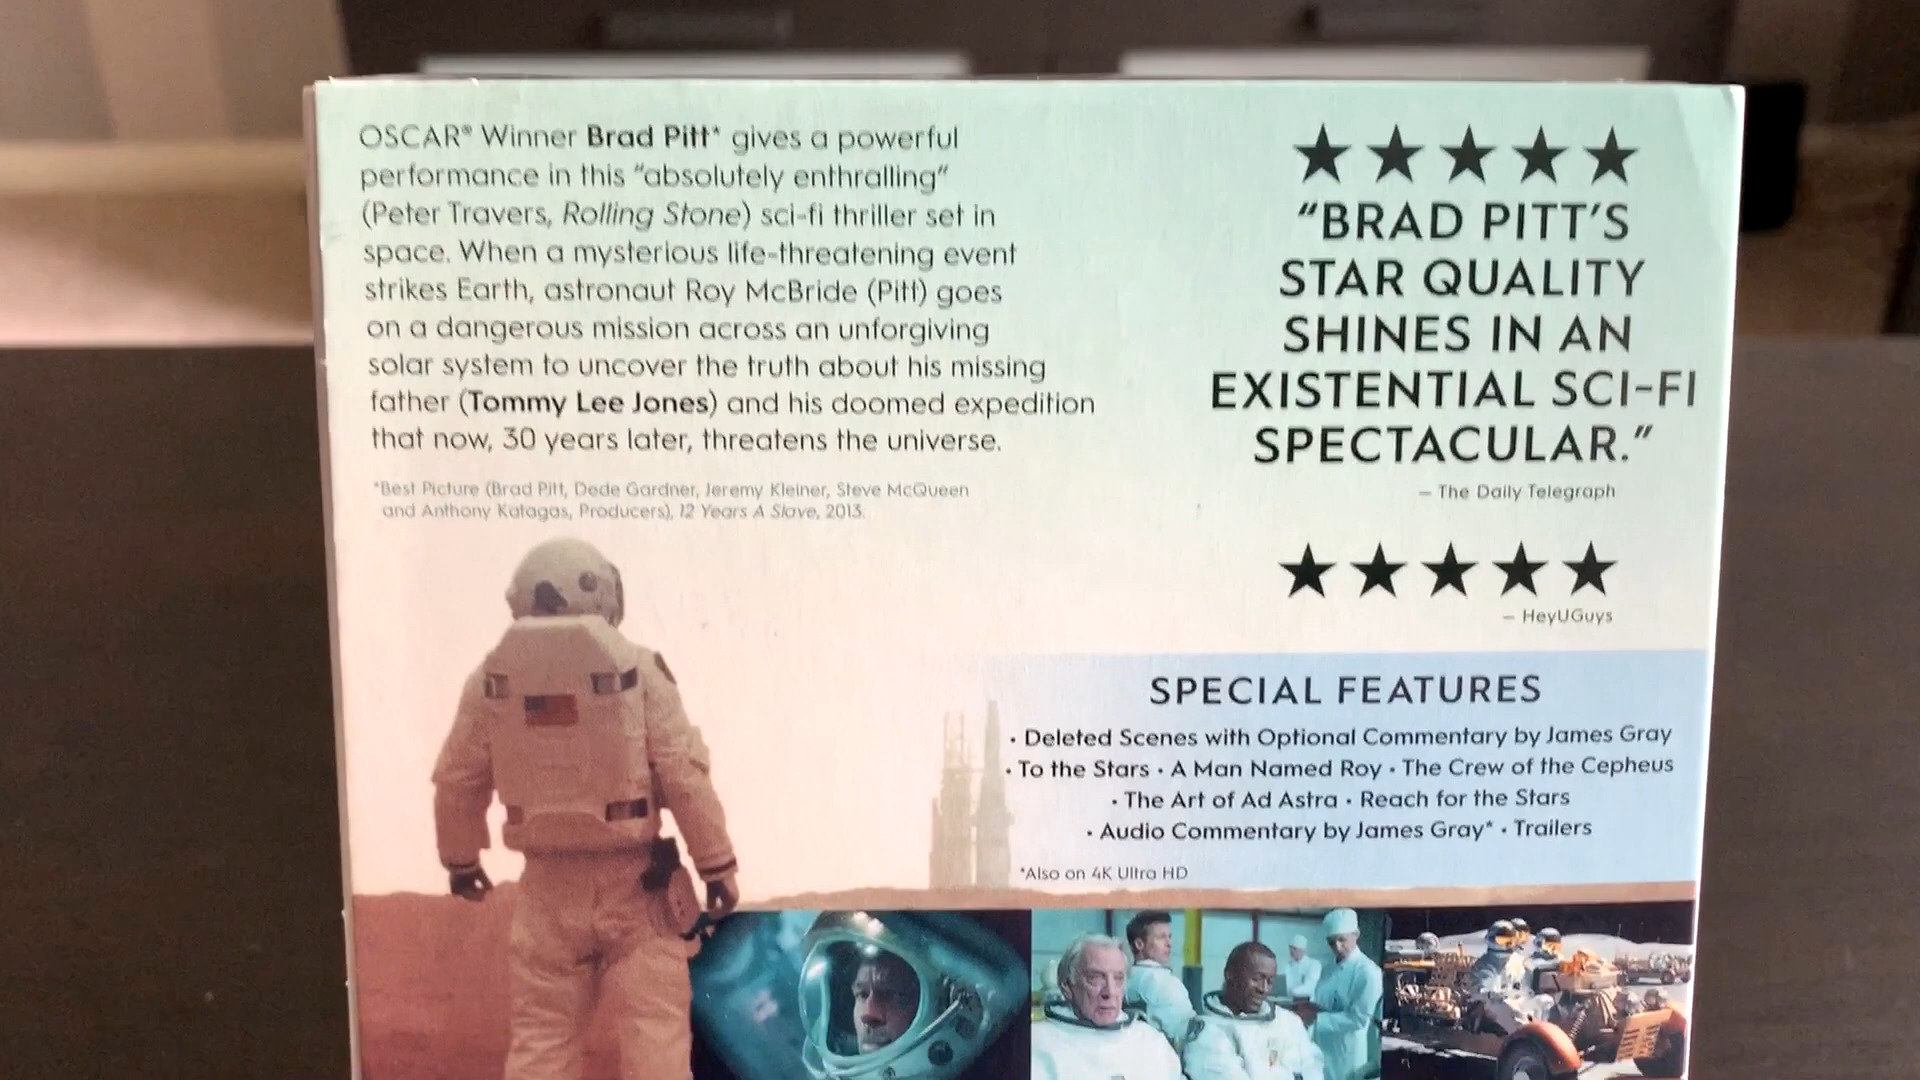 OSCAR® Winner Brad Pitt* gives a powerful
performance in this "absolutely enthralling"
(Peter Travers, Rolling Stone) sci-fi thriller set in
space. When a mysterious life-threatening event
strikes Earth, astronaut Roy McBride (Pitt) goes
on a dangerous mission across an unforgiving
solar system to uncover the truth about his missing
father (Tommy Lee Jones) and his doomed expedition
that now, 30 years later, threatens the universe.
*Best Picture (Brad Pitt, Dede Gardner, Jeremy Kleiner, Steve McQueen
and Anthony Katagas, Producers), 12 Years A Slave, 2013.
★★★★★
"BRAD PITT'S
STAR QUALITY
SHINES IN AN
EXISTENTIAL SCI-FI
SPECTACULAR."
– The Daily Telegraph
★★★★★
– HeyUGuys
SPECIAL FEATURES
• Deleted Scenes with Optional Commentary by James Gray
• To the Stars • A Man Named Roy • The Crew of the Cepheus
• The Art of Ad Astra • Reach for the Stars
• Audio Commentary by James Gray* • Trailers
*Also on 4K Ultra HD